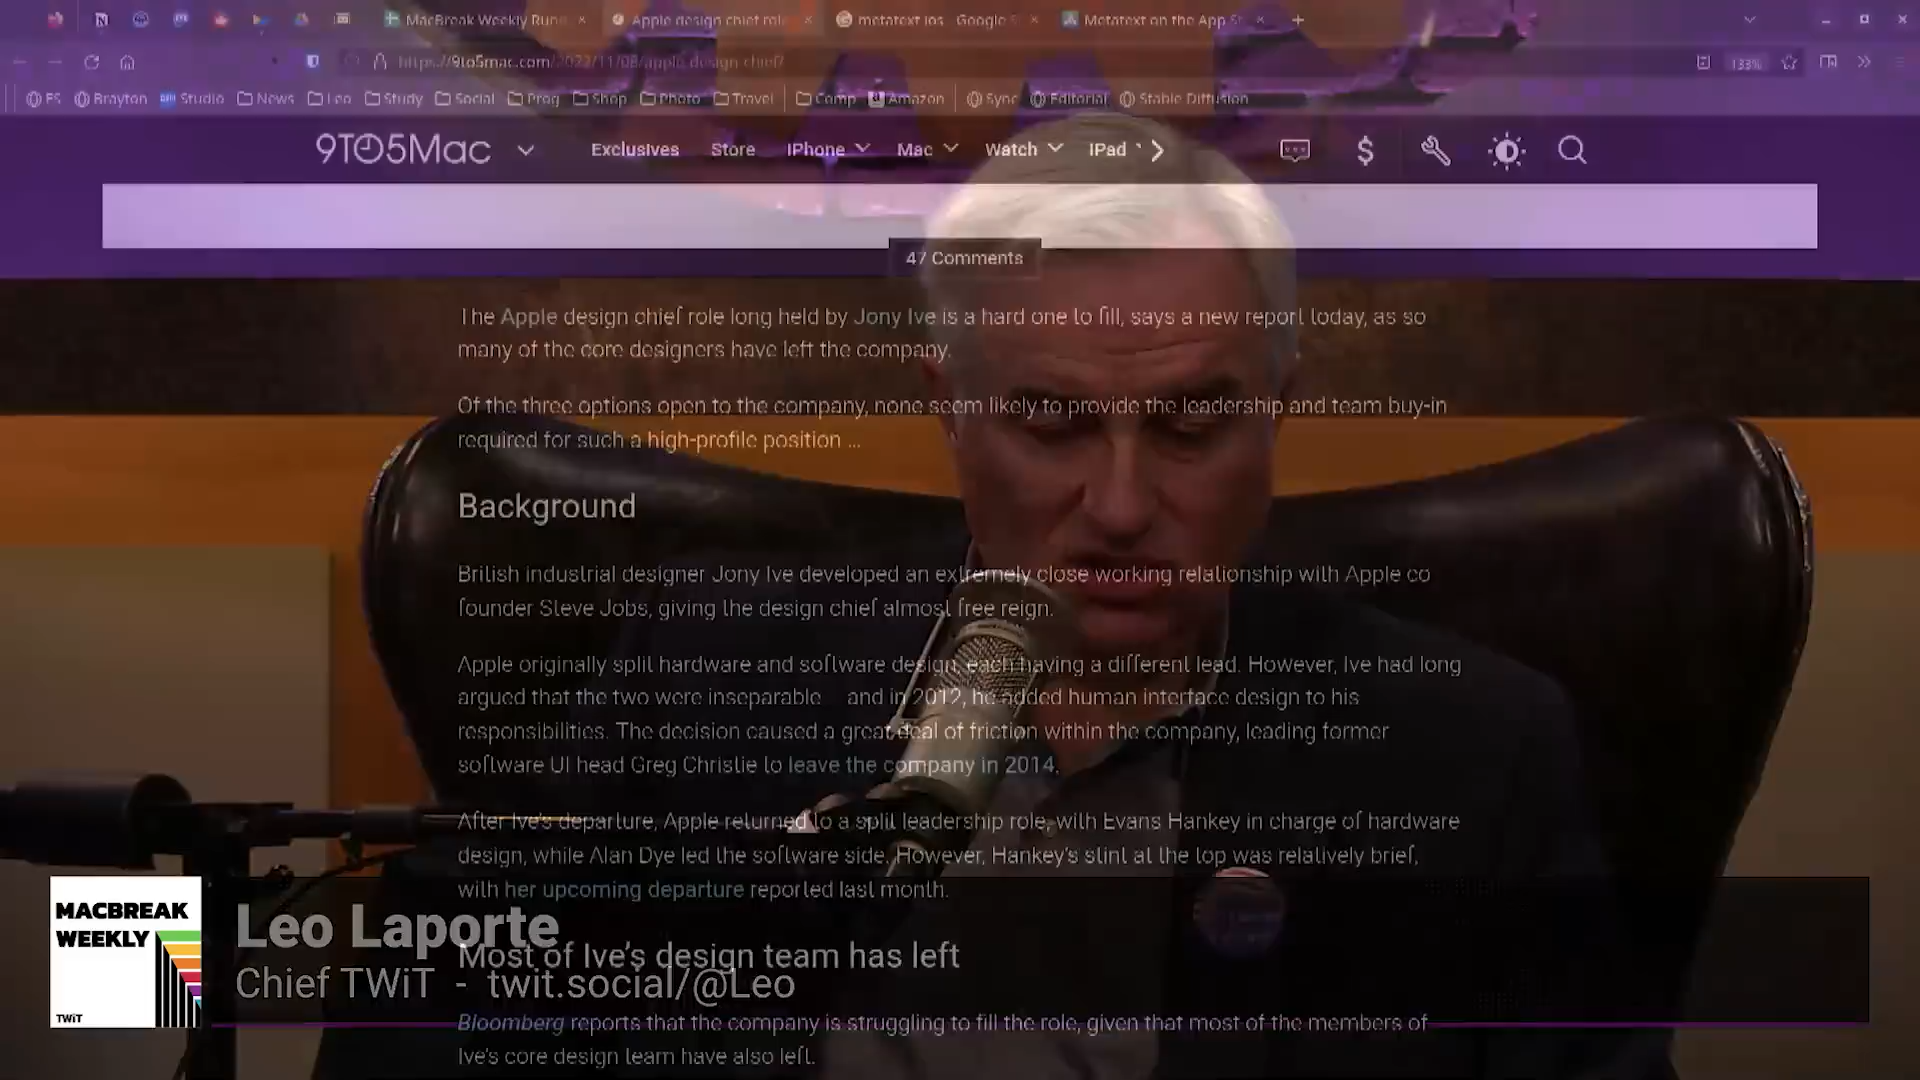 MacBreak Weekly Run
Apple design chief role
metatext ios - Google S
Metatext on the App St
https://9to5mac.com/2022/11/08/apple-design-chief/
133%
FS Brayton Studio News Leo Study Social Prog Shop Photo Travel Comp Amazon Sync Editorial Stable Diffusion
9TO5Mac Exclusives Store iPhone Mac Watch iPad
47 Comments
The Apple design chief role long held by Jony Ive is a hard one to fill, says a new report today, as so
many of the core designers have left the company.
Of the three options open to the company, none seem likely to provide the leadership and team buy-in
required for such a high-profile position ...
Background
British industrial designer Jony Ive developed an extremely close working relationship with Apple co
founder Steve Jobs, giving the design chief almost free reign.
Apple originally split hardware and software design, each having a different lead. However, Ive had long
argued that the two were inseparable and in 2012, he added human interface design to his
responsibilities. The decision caused a great deal of friction within the company, leading former
software UI head Greg Christie to leave the company in 2014.
After Ive's departure, Apple returned to a split leadership role, with Evans Hankey in charge of hardware
design, while Alan Dye led the software side. However, Hankey's stint at the top was relatively brief,
with her upcoming departure reported last month.
Most of Ive's design team has left
Bloomberg reports that the company is struggling to fill the role, given that most of the members of
Ive's core design team have also left.
MACBREAK
WEEKLY
TWiT
Leo Laporte
Chief TWiT - twit.social/@Leo